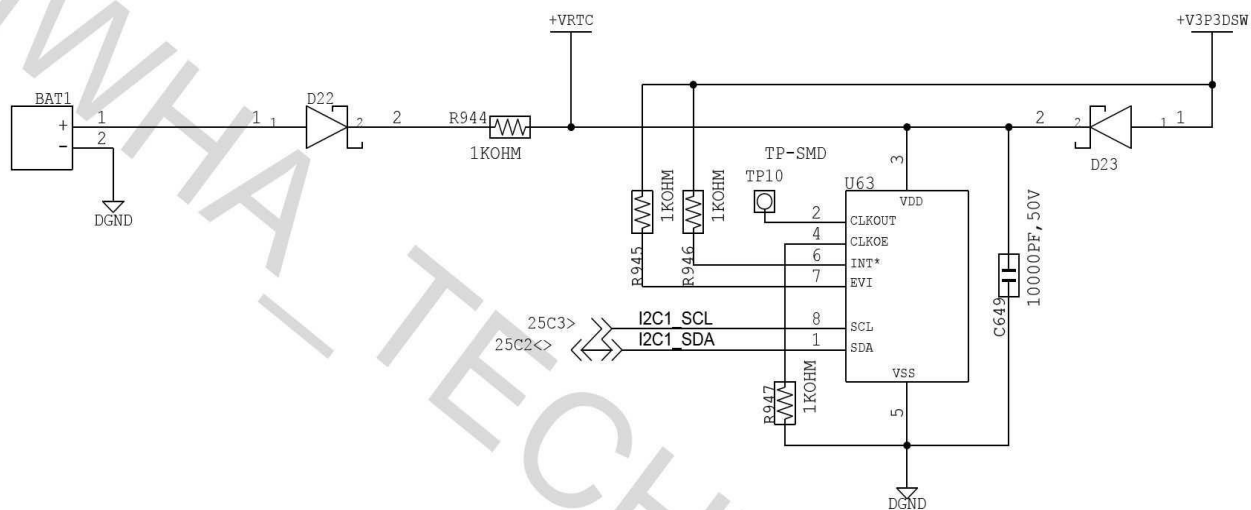 +VRTC
+V3P3DSW
BAT1
+
-
1
2
DGND
1
1
D22
2
2
R944
1KOHM
2
2
1
1
D23
TP-SMD
TP10
U63
3
VDD
R945
1KOHM
R946
1KOHM
2
CLKOUT
4
CLKOE
6
INT*
7
EVI
25C3>
I2C1_SCL
8
SCL
25C2<>
I2C1_SDA
1
SDA
VSS
5
R947
1KOHM
C649
10000PF,50V
DGND
WHA_TECH